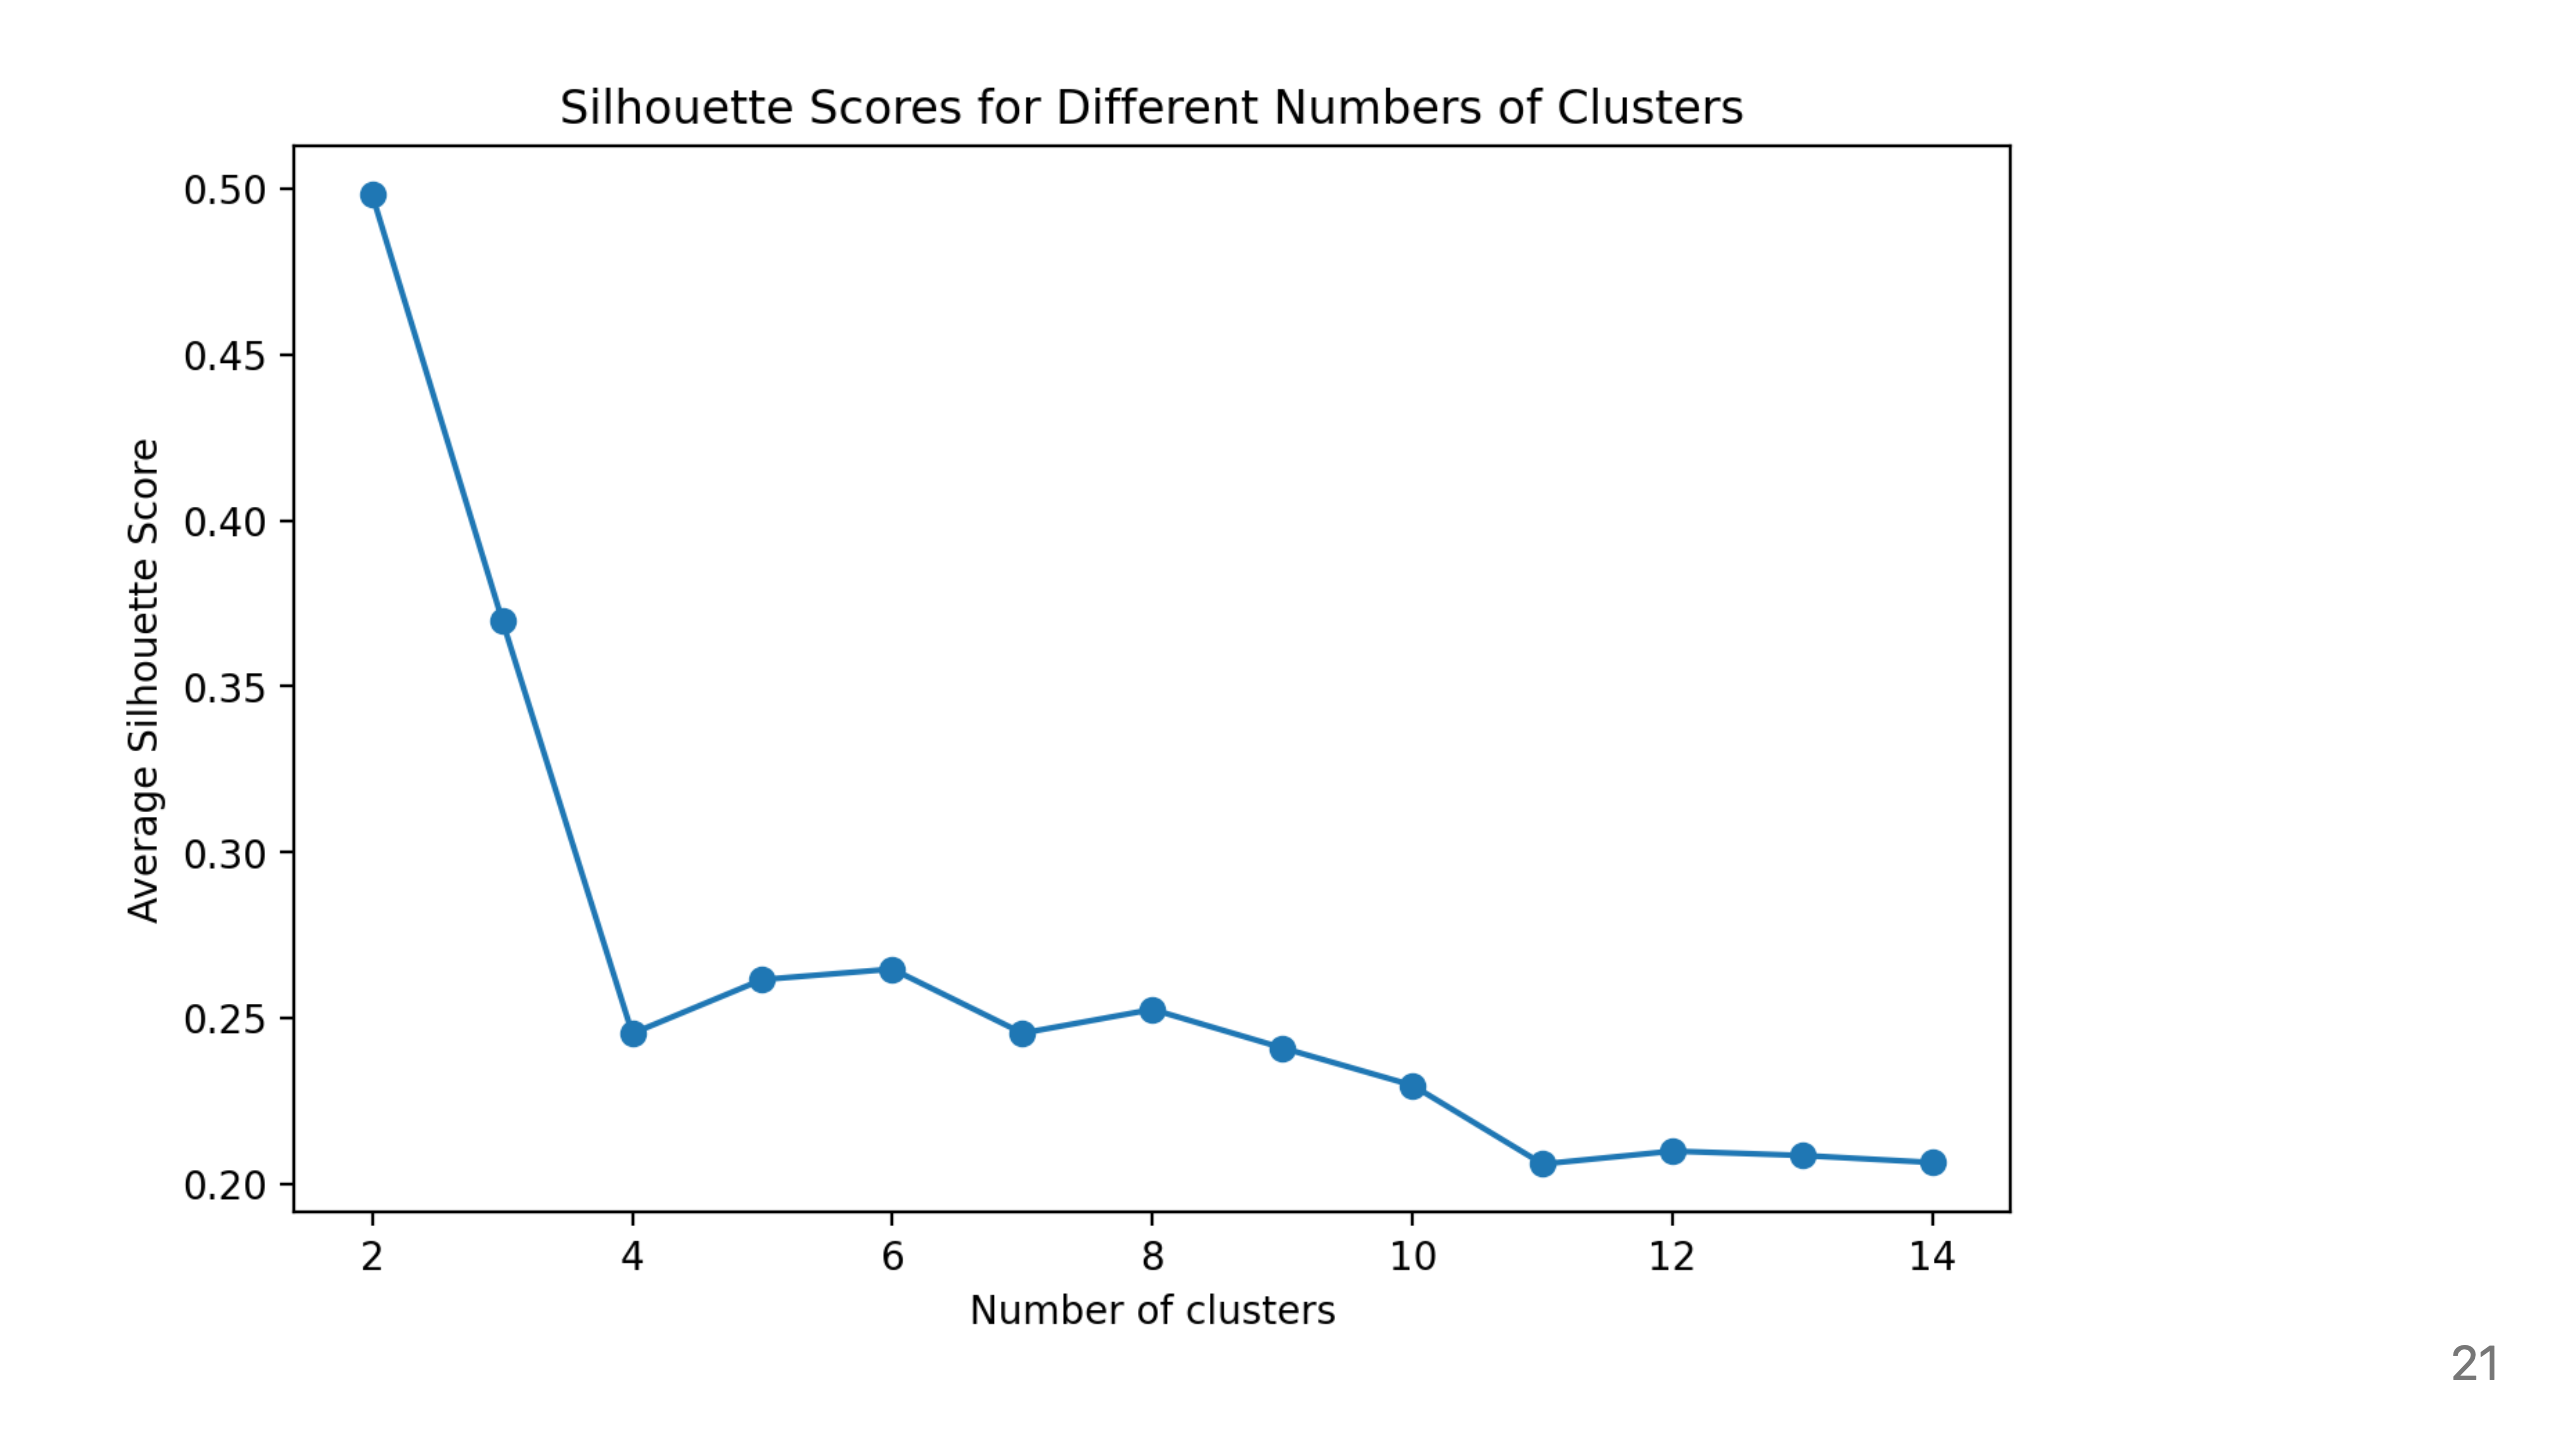 Silhouette Scores for Different Numbers of Clusters
Average Silhouette Score
0.50
0.45
0.40
0.35
0.30
0.25
0.20
2 4 6 8 10 12 14
Number of clusters
21